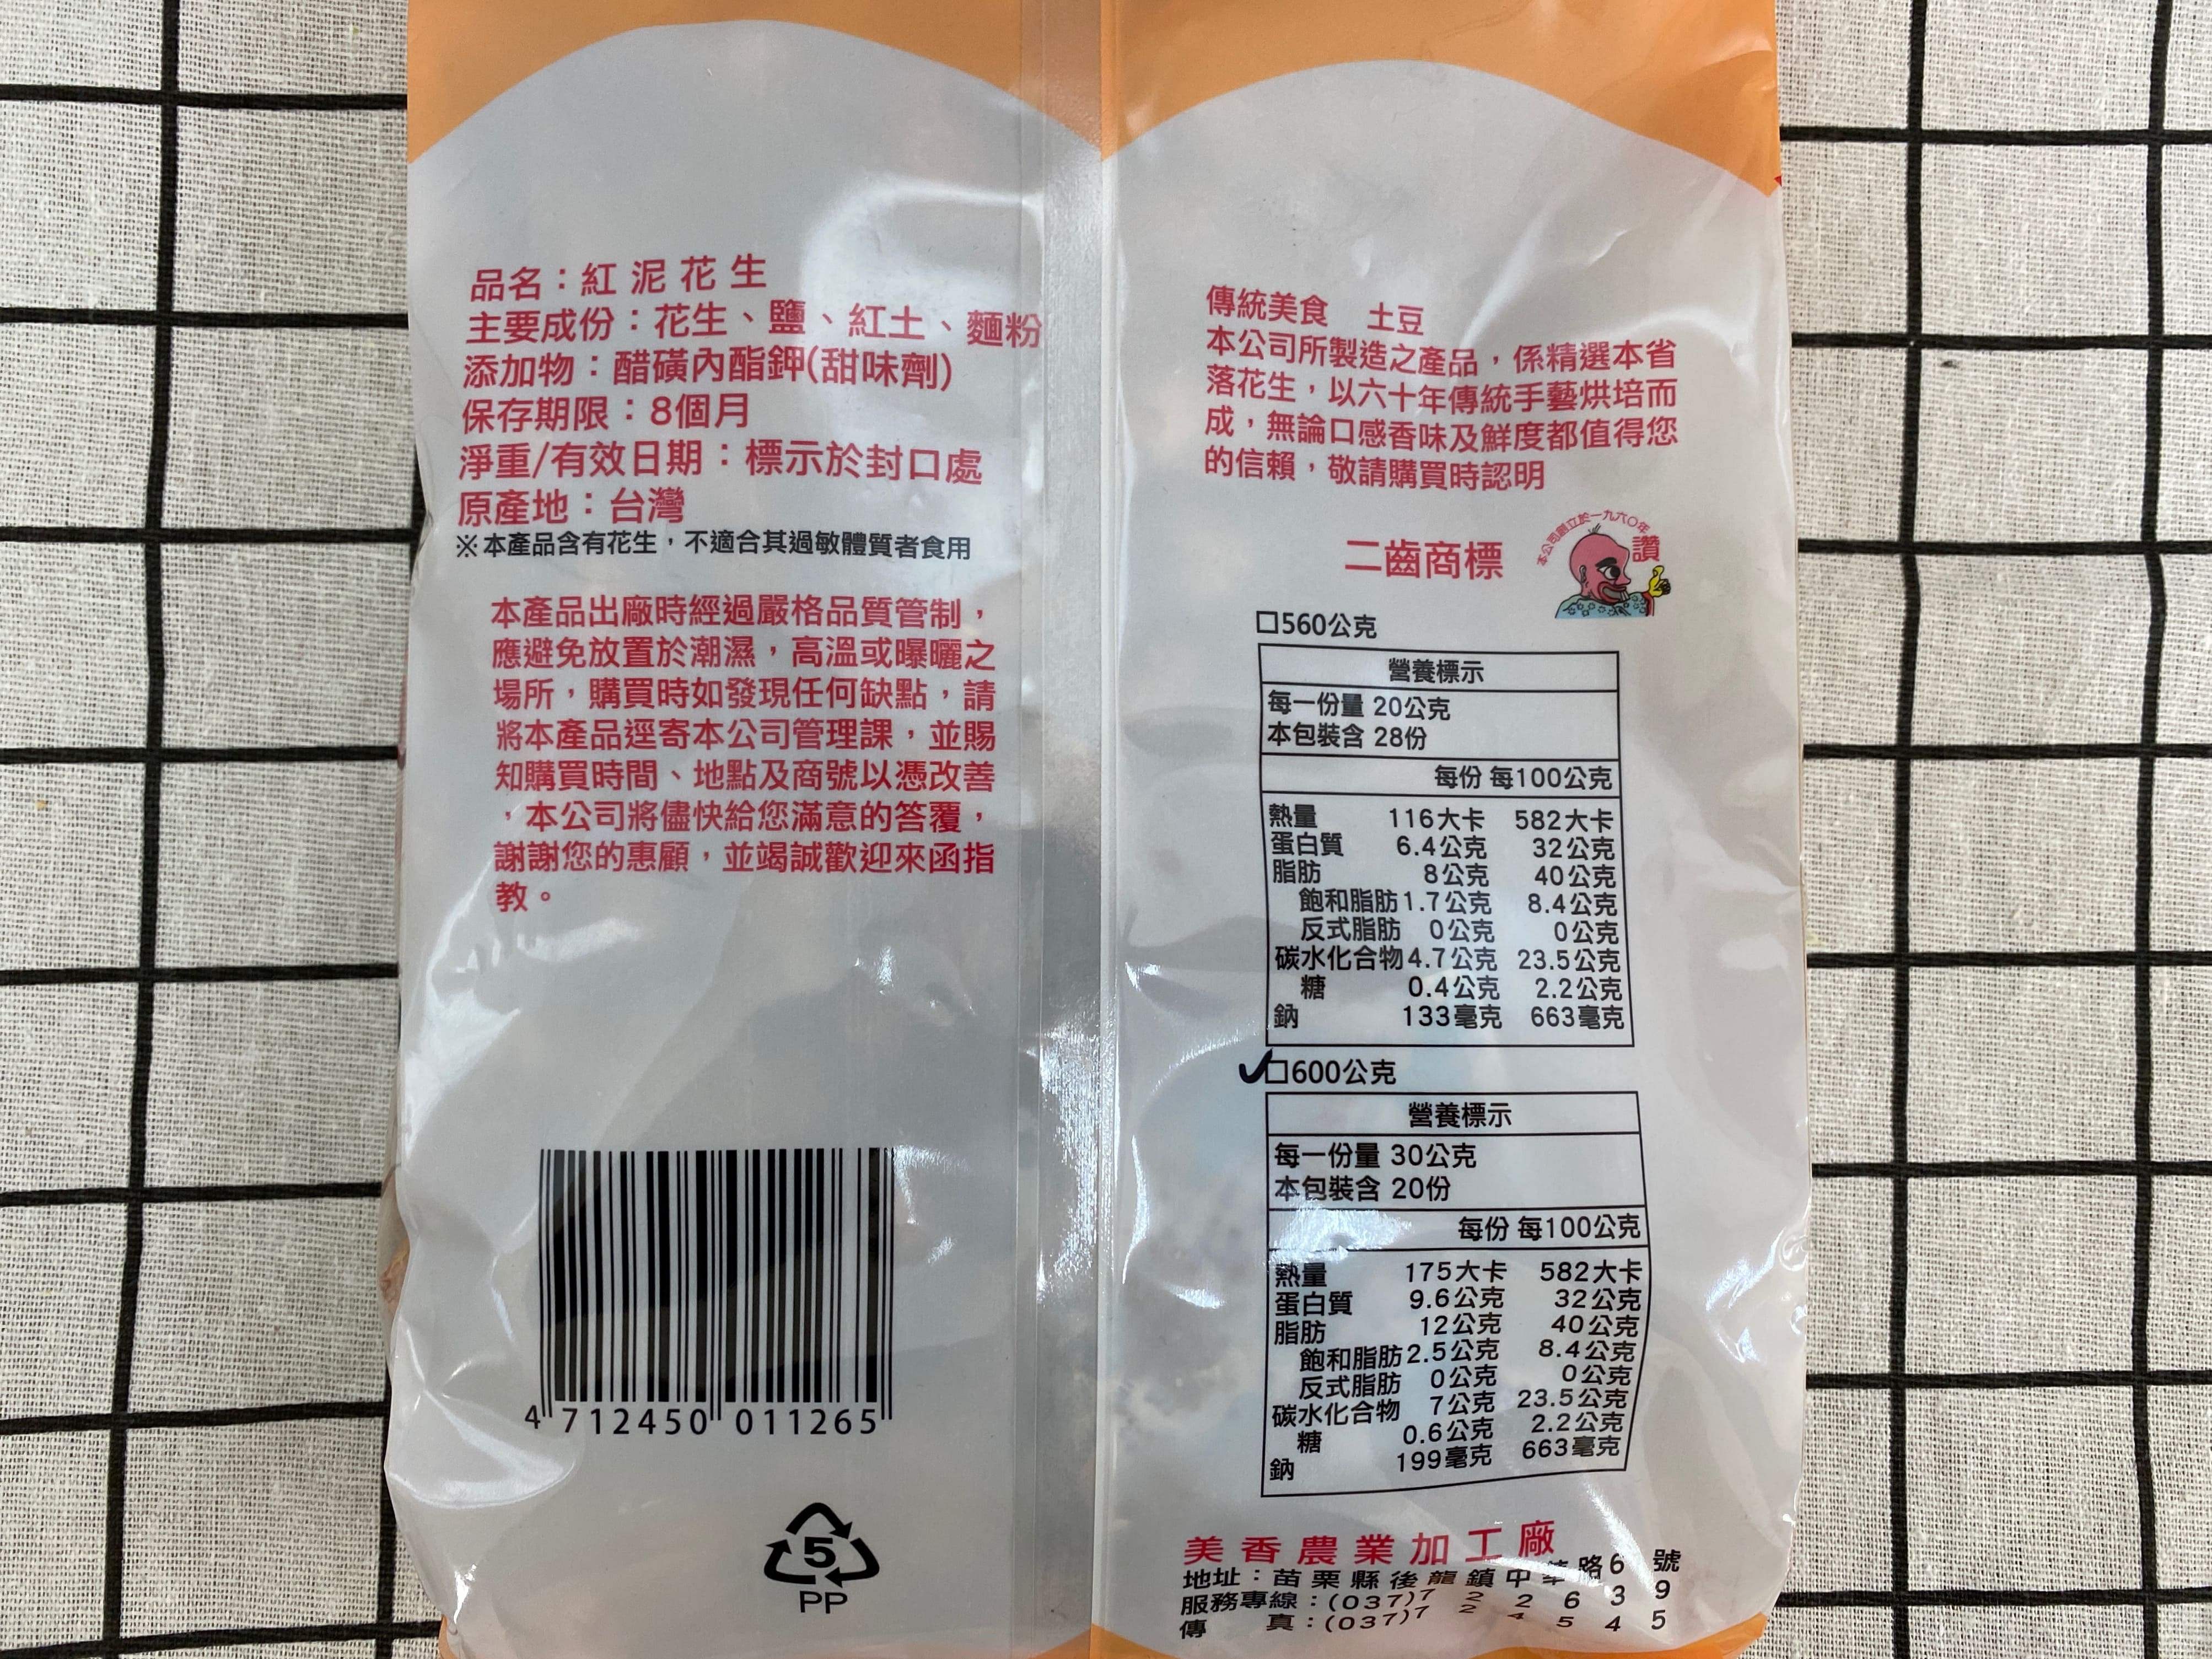 品名：紅泥花生
主要成份：花生、鹽、紅土、麵粉
添加物：醋磺內酯鉀(甜味劑)
保存期限：8個月
淨重/有效日期：標示於封口處
原產地：台灣
※本產品含有花生，不適合其過敏體質者食用
本產品出廠時經過嚴格品質管制，
應避免放置於潮濕，高溫或曝曬之
場所，購買時如發現任何缺點，請
將本產品逕寄本公司管理課，並賜
知購買時間、地點及商號以憑改善
，本公司將儘快給您滿意的答覆，
謝謝您的惠顧，並竭誠歡迎來函指
教。
4 712450 011265
5
PP
傳統美食 土豆
本公司所製造之產品，係精選本省
落花生，以六十年傳統手藝烘培而
成，無論口感香味及鮮度都值得您
的信賴，敬請購買時認明
二齒商標
本公司創立於一九六〇年
讚
□560公克
營養標示
每一份量 20公克
本包裝含 28份
每份 每100公克
熱量 116大卡 582大卡
蛋白質 6.4公克 32公克
脂肪 8公克 40公克
飽和脂肪 1.7公克 8.4公克
反式脂肪 0公克 0公克
碳水化合物 4.7公克 23.5公克
糖 0.4公克 2.2公克
鈉 133毫克 663毫克
✓□600公克
營養標示
每一份量 30公克
本包裝含 20份
每份 每100公克
熱量 175大卡 582大卡
蛋白質 9.6公克 32公克
脂肪 12公克 40公克
飽和脂肪 2.5公克 8.4公克
反式脂肪 0公克 0公克
碳水化合物 7公克 23.5公克
糖 0.6公克 2.2公克
鈉 199毫克 663毫克
美香農業加工廠
地址：苗栗縣後龍鎮中華路6號
服務專線：(037)722639
傳真：(037)724545